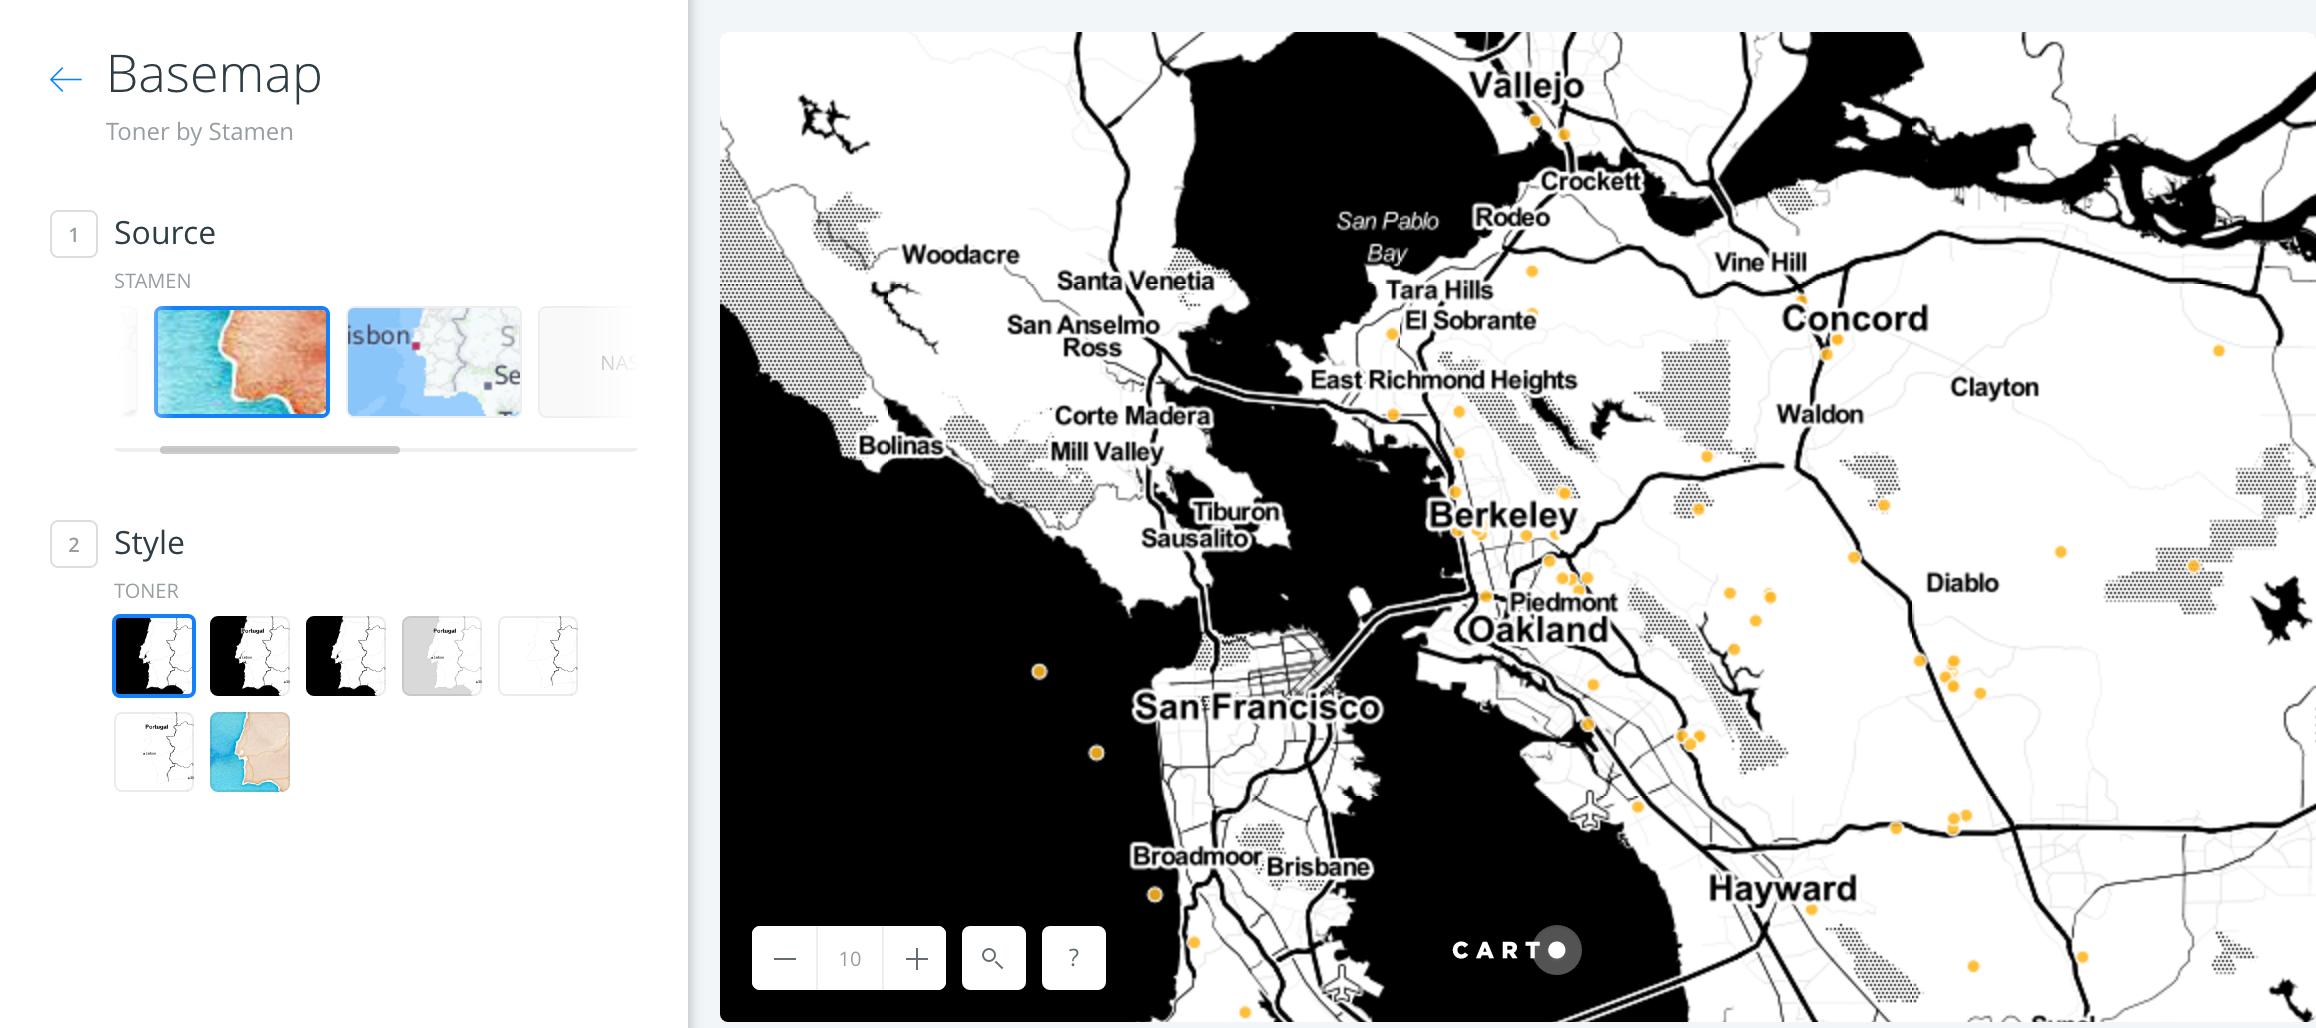 Basemap
Toner by Stamen
1
Source
STAMEN
isbon
S
Se
NAS
2
Style
TONER
Portugal
Portugal
Portugal
Vallejo
Crockett
San Pablo
Bay
Rodeo
Woodacre
Vine Hill
Santa Venetia
Tara Hills
San Anselmo
El Sobrante
Concord
Ross
East Richmond Heights
Clayton
Corte Madera
Waldon
Bolinas
Mill Valley
Tiburon
Berkeley
Sausalito
Diablo
Piedmont
Oakland
San Francisco
Broadmoor
Brisbane
Hayward
10
?
CARTO